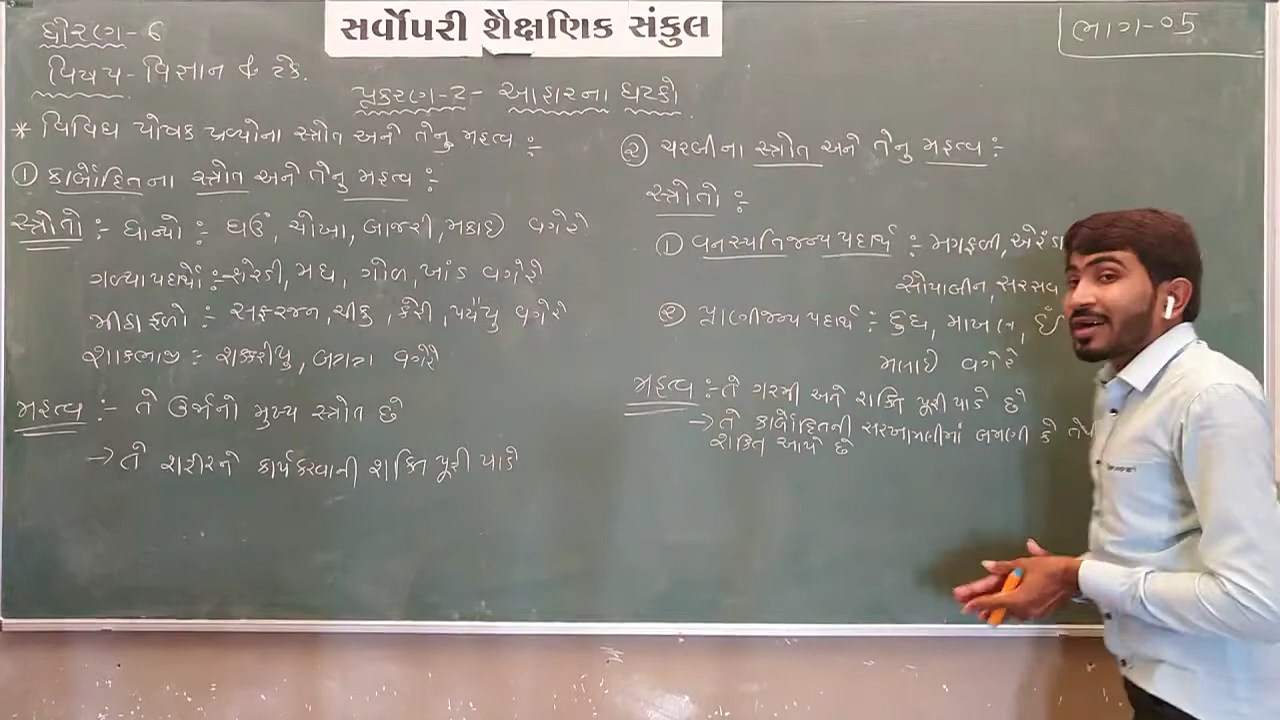 સર્વોપરી શૈક્ષણિક સંકુલ
ધોરણ-6
વિષય-વિજ્ઞાન & ટેક.
ભાગ-05
પ્રકરણ-2- આહારના ઘટકો
* વિવિધ પોષક દ્રવ્યોના સ્ત્રોત અને તેનુ મહત્વ :-
① કાર્બોદિતના સ્ત્રોત અને તેનુ મહત્વ :-
સ્ત્રોતો :- ધાન્યો :- ઘઉં, ચોખા, બાજરી, મકાઈ વગેરે
ગળ્યા પદાર્થો :- શેરડી, મધ, ગોળ, ખાંડ વગેરે
મીઠા ફળો :- સફરજન, ચીકુ, કેરી, પપૈયુ વગેરે
શાકભાજી :- શક્કરીયુ, બટાટા વગેરે
મહત્વ :- તે ઉર્જાનો મુખ્ય સ્ત્રોત છે
→ તે શરીરને કાર્ય કરવાની શક્તિ પૂરી પાડે
② ચરબીના સ્ત્રોત અને તેનુ મહત્વ :-
સ્ત્રોતો :-
① વનસ્પતિજન્ય પદાર્થ :- મગફળી, એરંડા
સોયાબીન, સરસવ
② પ્રાણીજન્ય પદાર્થ :- દુધ, માખણ, ઈં
મલાઈ વગેરે
મહત્વ :- તે ગરમી અને શક્તિ પૂરી પાડે છે
→ તે કાર્બોદિતની સરખામણીમાં બમણી કે તેથ
શક્તિ આપે છે